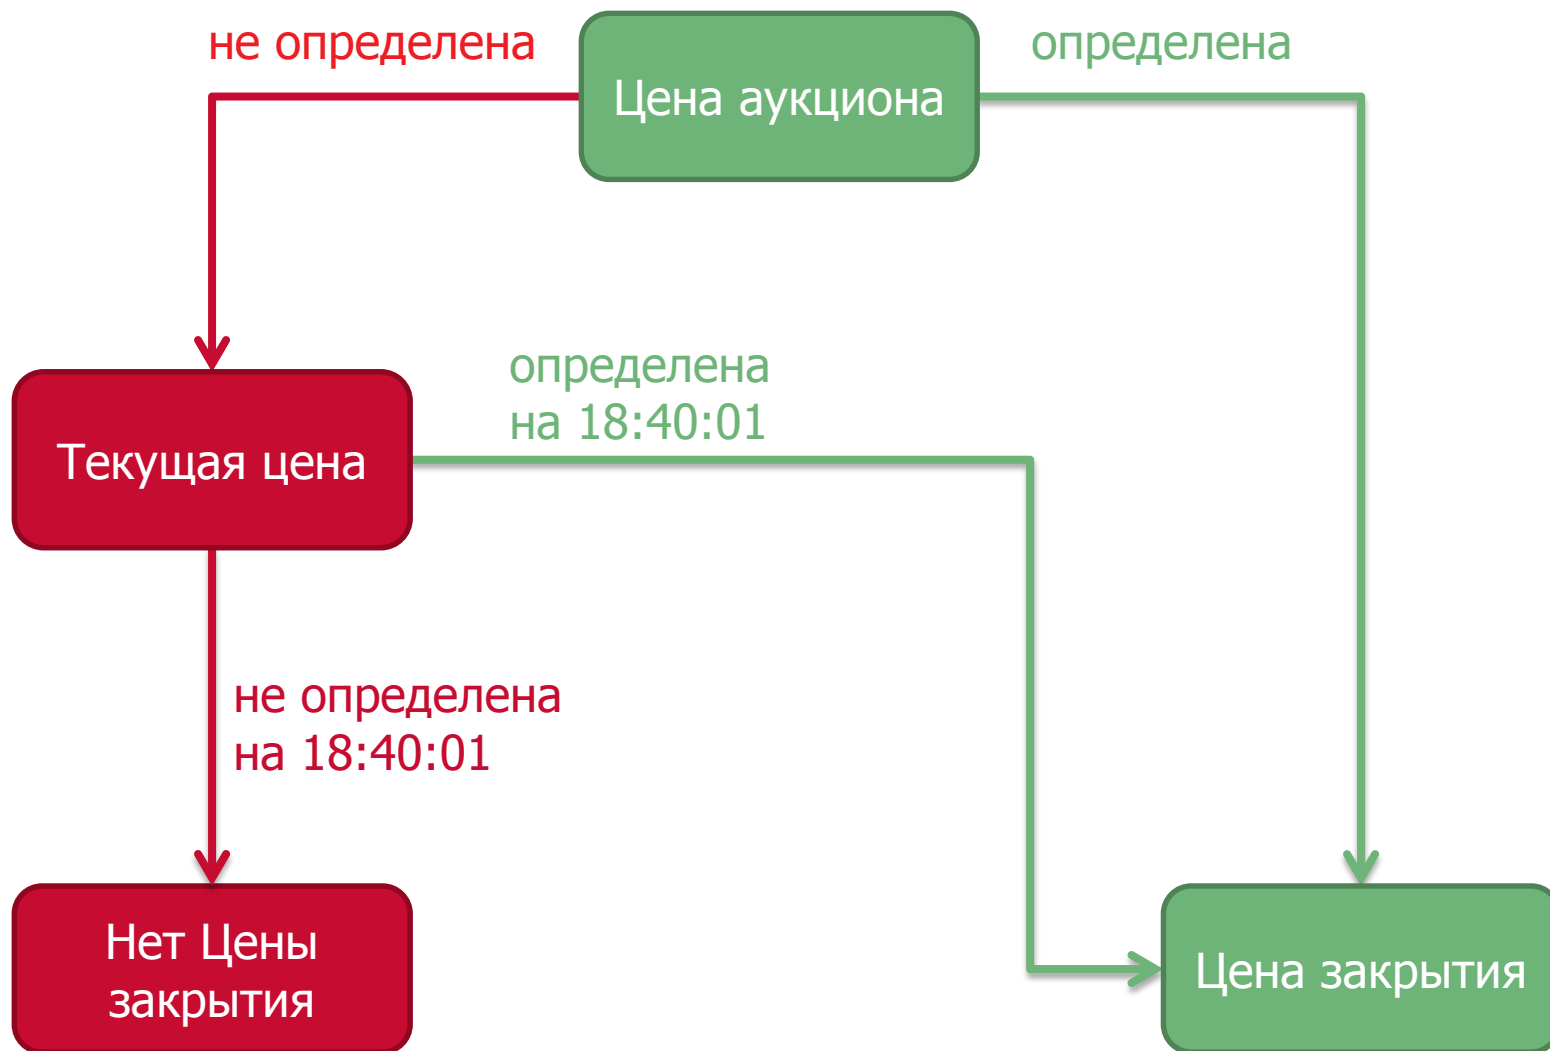 не определена
Цена аукциона
определена
определена
на 18:40:01
Текущая цена
не определена
на 18:40:01
Нет Цены
закрытия
Цена закрытия